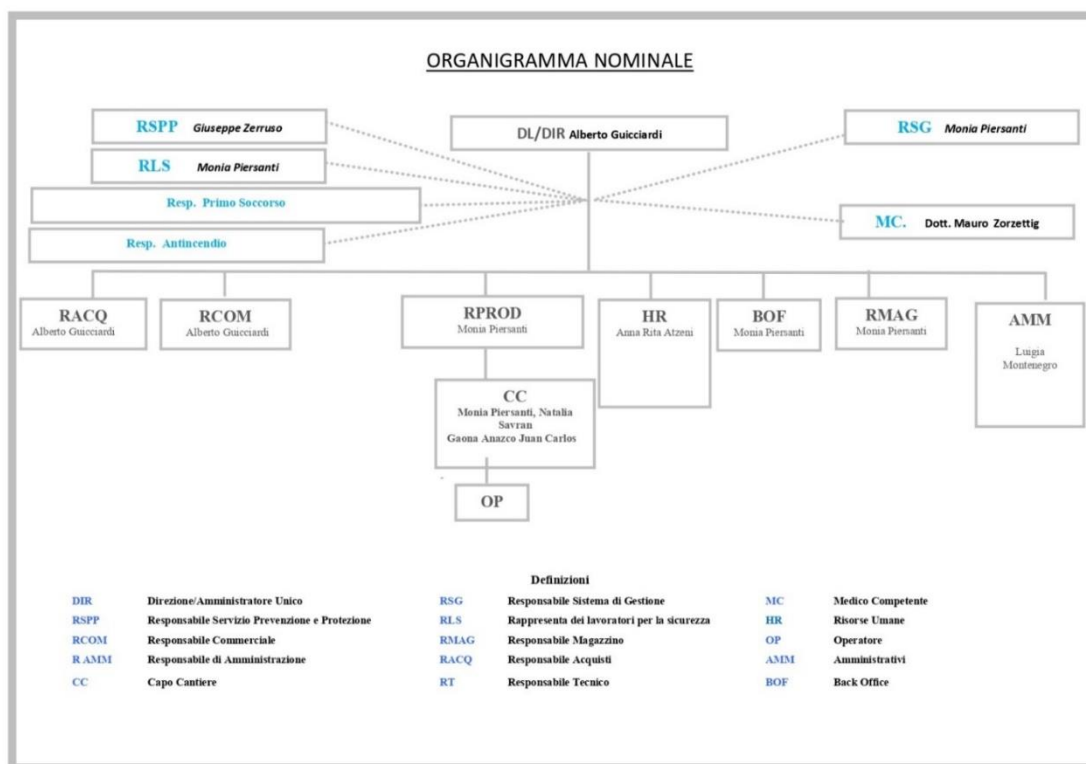 ORGANIGRAMMA NOMINALE
RSPP Giuseppe Zerruso
DL/DIR Alberto Guicciardi
RSG Monia Piersanti
RLS Monia Piersanti
Resp. Primo Soccorso
MC. Dott. Mauro Zorzettig
Resp. Antincendio
RACQ
Alberto Guicciardi
RCOM
Alberto Guicciardi
RPROD
Monia Piersanti
HR
Anna Rita Atzeni
BOF
Monia Piersanti
RMAG
Monia Piersanti
AMM
Luigia
Montenegro
CC
Monia Piersanti, Natalia
Savran
Gaona Anazco Juan Carlos
OP
Definizioni
DIR Direzione/Amministratore Unico RSG Responsabile Sistema di Gestione MC Medico Competente
RSPP Responsabile Servizio Prevenzione e Protezione RLS Rappresenta dei lavoratori per la sicurezza HR Risorse Umane
RCOM Responsabile Commerciale RMAG Responsabile Magazzino OP Operatore
R AMM Responsabile di Amministrazione RACQ Responsabile Acquisti AMM Amministrativi
CC Capo Cantiere RT Responsabile Tecnico BOF Back Office